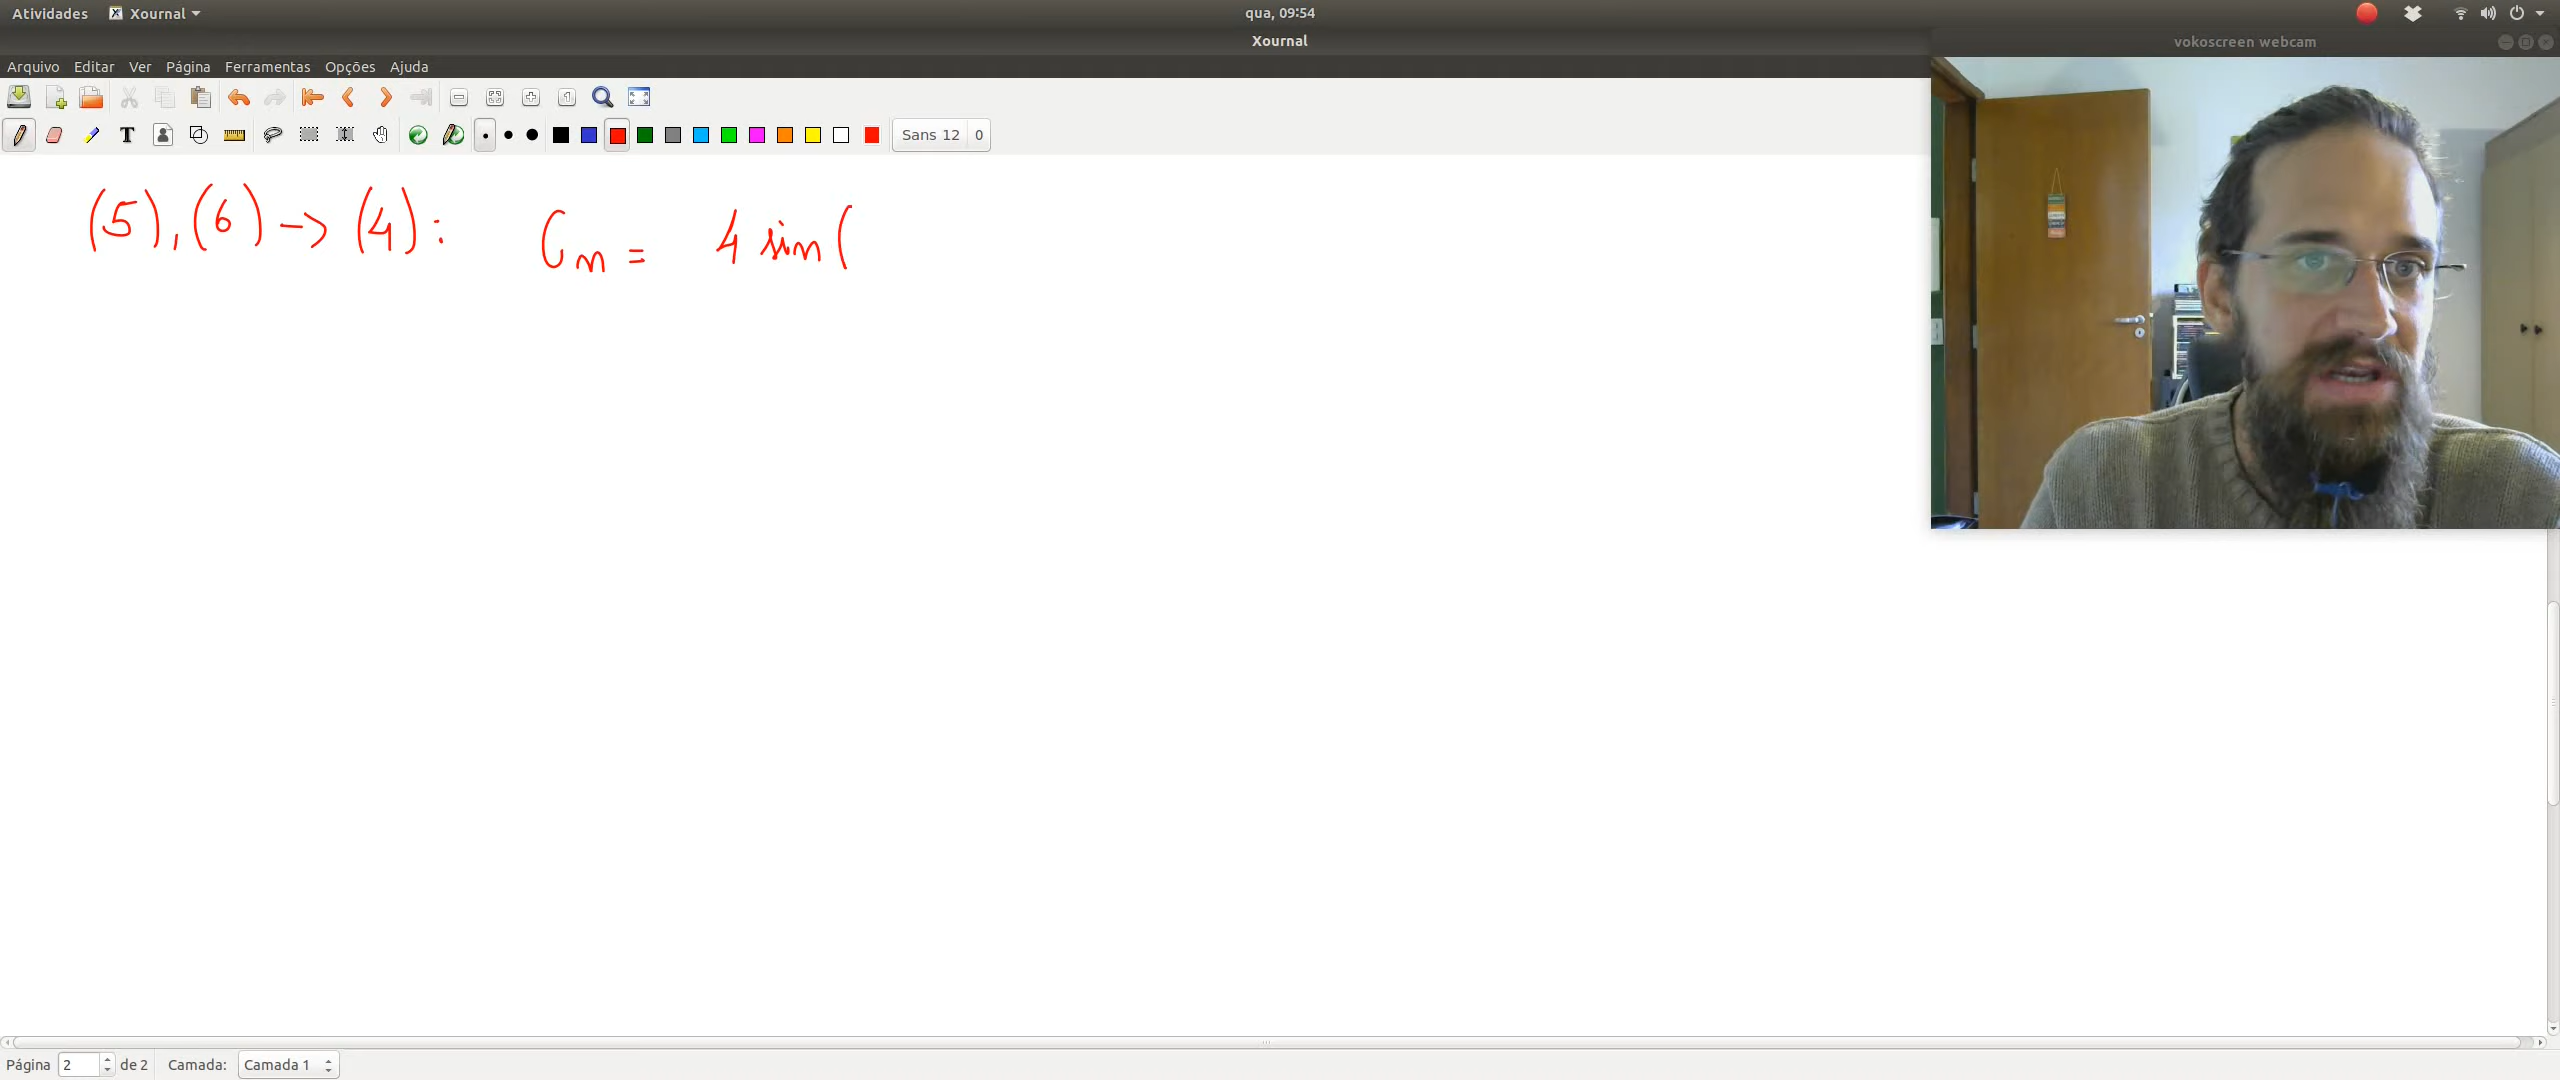 Atividades Xournal qua, 09:54
Xournal
vokoscreen webcam
Arquivo Editar Ver Página Ferramentas Opções Ajuda
T Sans 12 0
(5), (6) -> (4): Cn = 4 sin(
Página 2 de 2 Camada: Camada 1